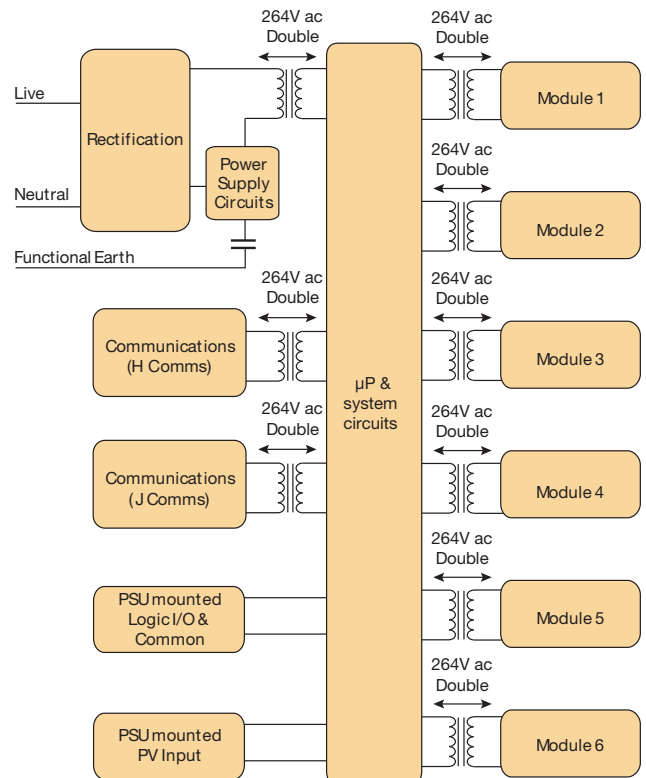 264V ac
Double
264V ac
Double
Live
Rectification
Module 1
Power
Supply
Circuits
Neutral
Functional Earth
264V ac
Double
Module 2
264V ac
Double
264V ac
Double
Communications
(H Comms)
Module 3
µP &
system
circuits
264V ac
Double
264V ac
Double
Communications
(J Comms)
Module 4
264V ac
Double
PSU mounted
Logic I/O &
Common
Module 5
264V ac
Double
PSU mounted
PV Input
Module 6